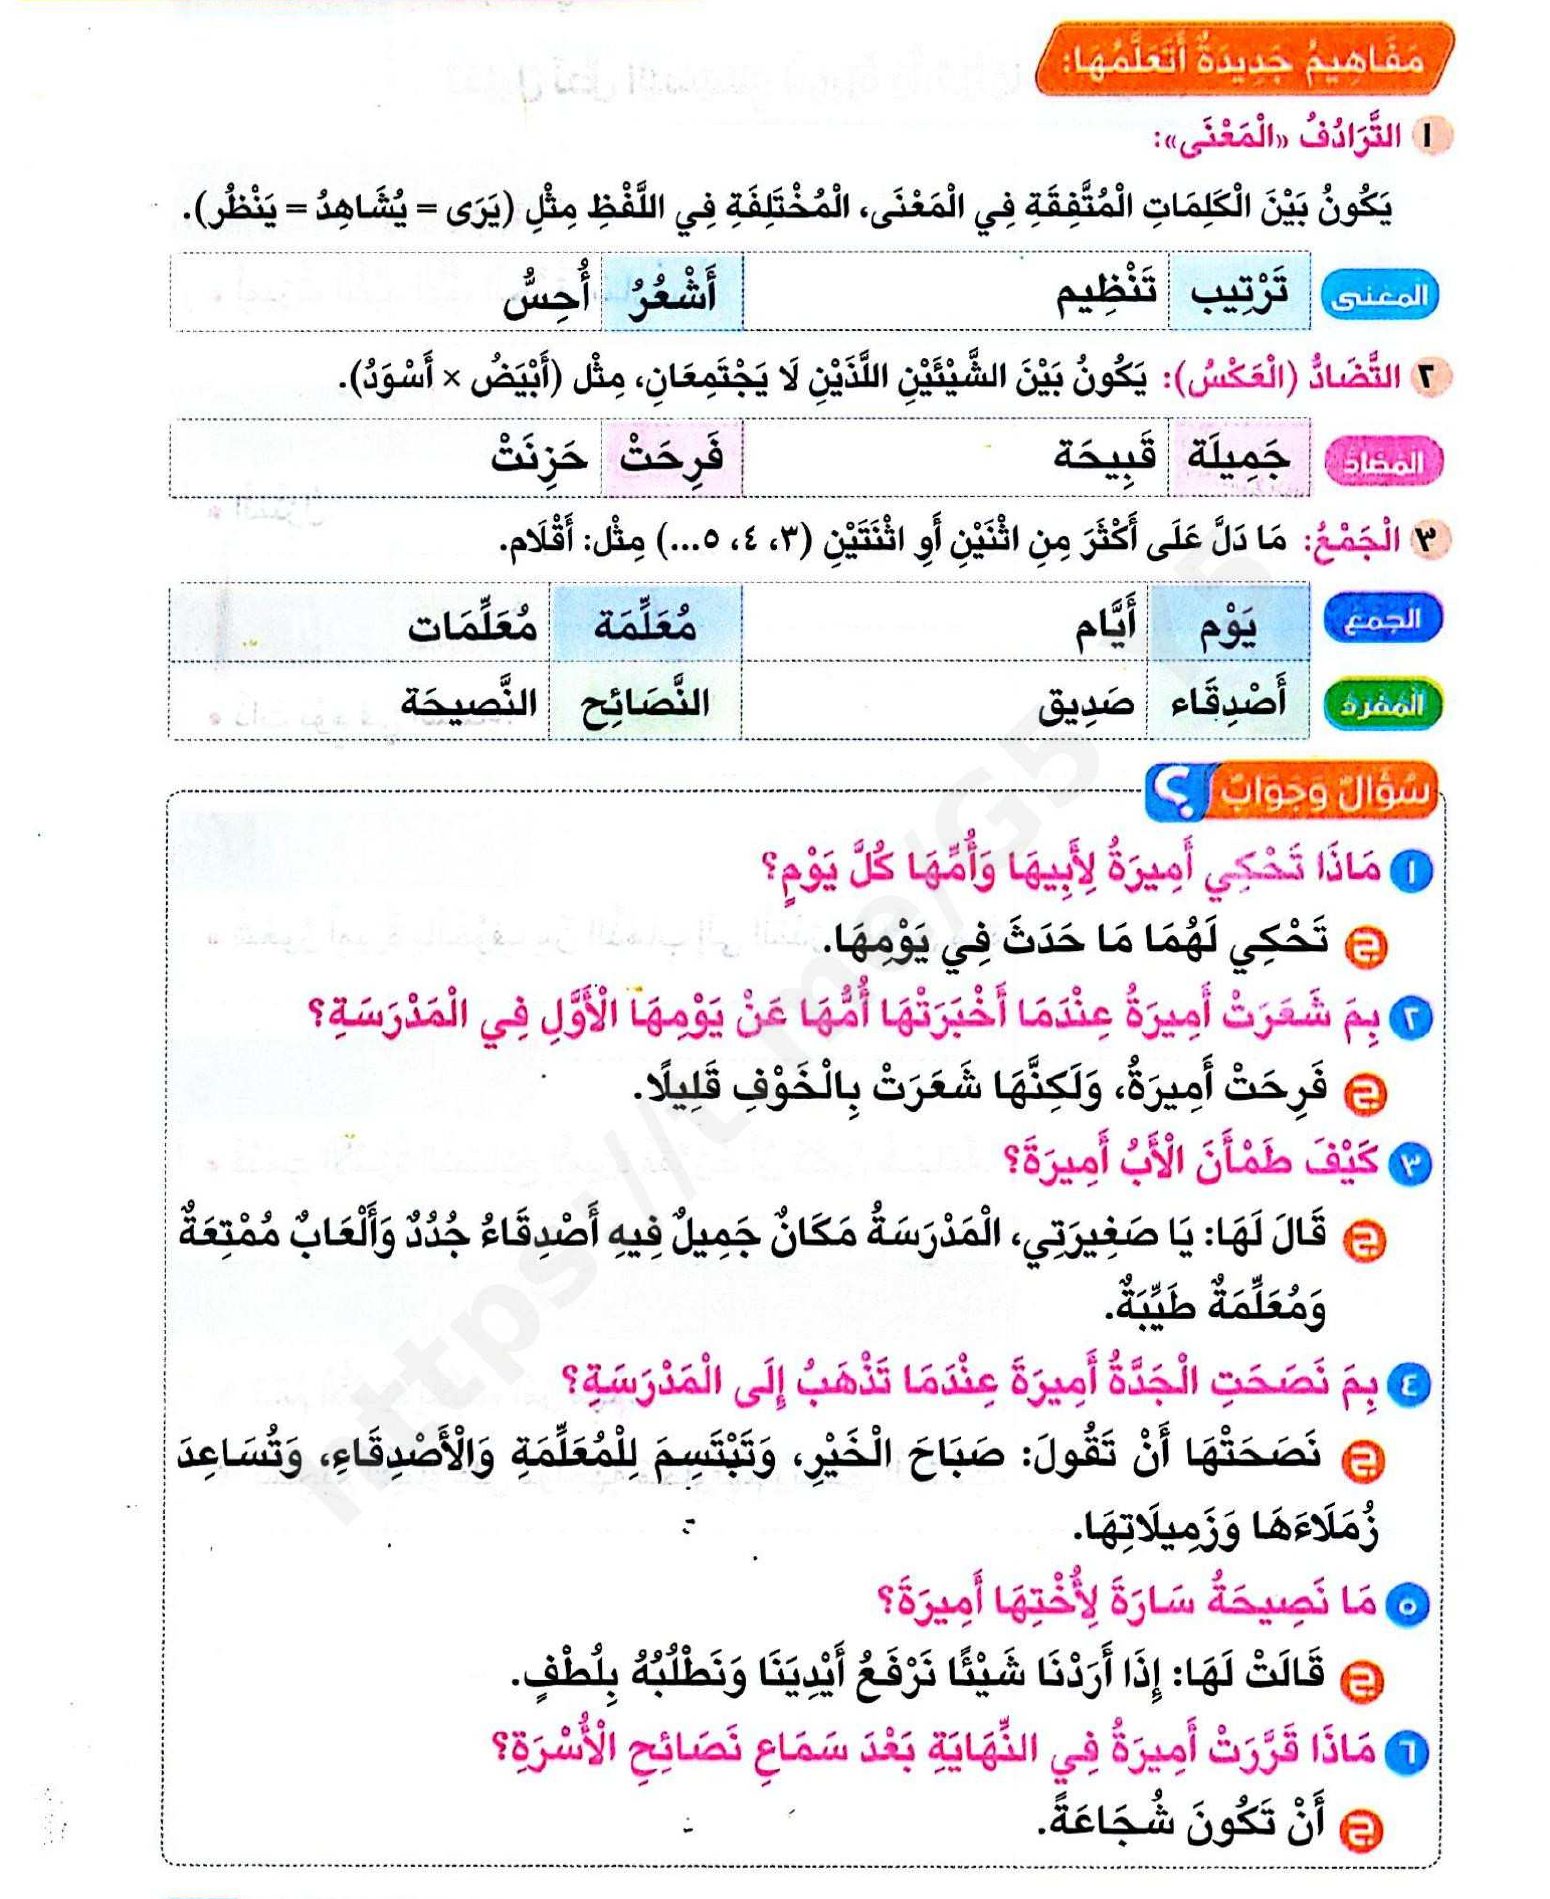 مَفَاهِيمُ جَدِيدَةٌ أَتَعَلَّمُهَا:
١ التَّرَادُفُ «الْمَعْنَى»:
يَكُونُ بَيْنَ الْكَلِمَاتِ الْمُتَّفِقَةِ فِي الْمَعْنَى، الْمُخْتَلِفَةِ فِي اللَّفْظِ مِثْلِ (يَرَى = يُشَاهِدُ = يَنْظُر).
المعنى تَرْتِيب تَنْظِيم أَشْعُرُ أُحِسُّ
٢ التَّضَادُّ (الْعَكْسُ): يَكُونُ بَيْنَ الشَّيْئَيْنِ اللَّذَيْنِ لَا يَجْتَمِعَانِ، مِثْل (أَبْيَضُ × أَسْوَدُ).
المضاد جَمِيلَة قَبِيحَة فَرِحَتْ حَزِنَتْ
٣ الْجَمْعُ: مَا دَلَّ عَلَى أَكْثَرَ مِنِ اثْنَيْنِ أَوِ اثْنَتَيْنِ (٣، ٤، ٥...) مِثْل: أَقْلَام.
الجمع يَوْم أَيَّام مُعَلِّمَة مُعَلِّمَات
المفرد أَصْدِقَاء صَدِيق النَّصَائِح النَّصيحَة
سُؤَالٌ وَجَوَابٌ ؟
١ مَاذَا تَحْكِي أَمِيرَةُ لِأَبِيهَا وَأُمِّهَا كُلَّ يَوْمٍ؟
ج تَحْكِي لَهُمَا مَا حَدَثَ فِي يَوْمِهَا.
٢ بِمَ شَعَرَتْ أَمِيرَةُ عِنْدَمَا أَخْبَرَتْهَا أُمُّهَا عَنْ يَوْمِهَا الْأَوَّلِ فِي الْمَدْرَسَةِ؟
ج فَرِحَتْ أَمِيرَةُ، وَلَكِنَّهَا شَعَرَتْ بِالْخَوْفِ قَلِيلًا.
٣ كَيْفَ طَمْأَنَ الْأَبُ أَمِيرَةَ؟
ج قَالَ لَهَا: يَا صَغِيرَتِي، الْمَدْرَسَةُ مَكَانٌ جَمِيلٌ فِيهِ أَصْدِقَاءُ جُدُدٌ وَأَلْعَابٌ مُمْتِعَةٌ
وَمُعَلِّمَةٌ طَيِّبَةٌ.
٤ بِمَ نَصَحَتِ الْجَدَّةُ أَمِيرَةَ عِنْدَمَا تَذْهَبُ إِلَى الْمَدْرَسَةِ؟
ج نَصَحَتْهَا أَنْ تَقُولَ: صَبَاحَ الْخَيْرِ، وَتَبْتَسِمَ لِلْمُعَلِّمَةِ وَالْأَصْدِقَاءِ، وَتُسَاعِدَ
زُمَلَاءَهَا وَزَمِيلَاتِهَا.
٥ مَا نَصِيحَةُ سَارَةَ لِأُخْتِهَا أَمِيرَةَ؟
ج قَالَتْ لَهَا: إِذَا أَرَدْنَا شَيْئًا نَرْفَعُ أَيْدِيَنَا وَنَطْلُبُهُ بِلُطْفٍ.
٦ مَاذَا قَرَّرَتْ أَمِيرَةُ فِي النِّهَايَةِ بَعْدَ سَمَاعِ نَصَائِحِ الْأُسْرَةِ؟
ج أَنْ تَكُونَ شُجَاعَةً.